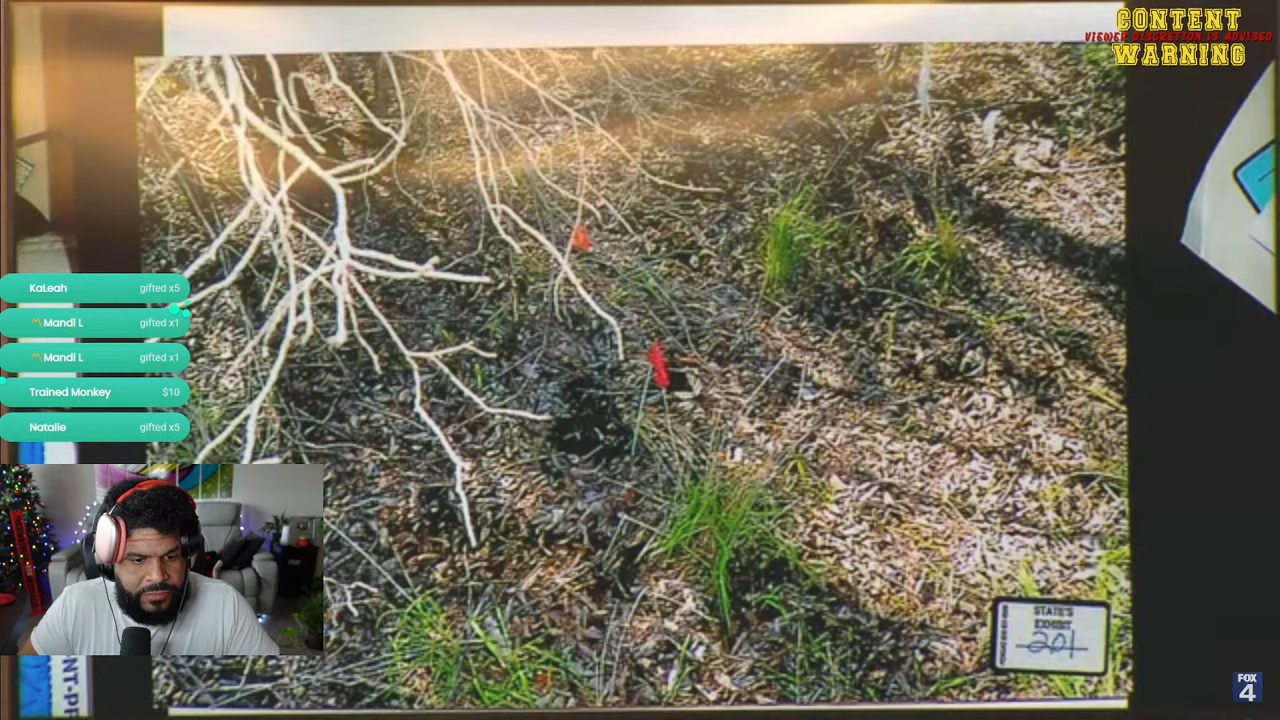 CONTENT
VIEWER DISCRETION IS ADVISED
WARNING
KaLeah gifted x5
Mandi L gifted x1
Mandi L gifted x1
Trained Monkey $10
Natalie gifted x5
STATE'S
EXHIBIT
201
NT-P
FOX
4